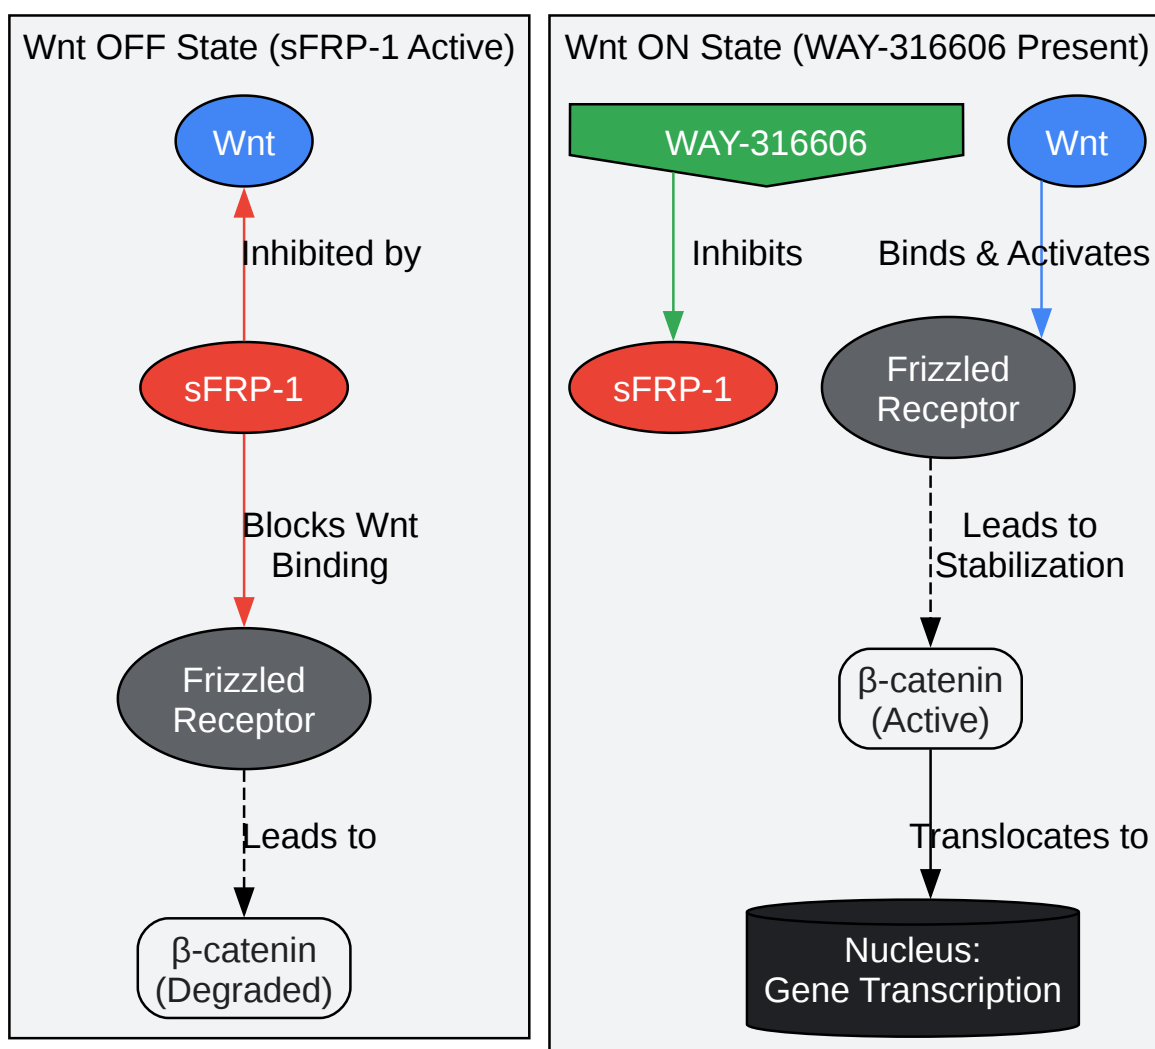 Wnt OFF State (sFRP-1 Active)
Wnt
Inhibited by
sFRP-1
Blocks Wnt
Binding
Frizzled
Receptor
Leads to
β-catenin
(Degraded)
Wnt ON State (WAY-316606 Present)
WAY-316606
Wnt
Inhibits
Binds & Activates
sFRP-1
Frizzled
Receptor
Leads to
Stabilization
β-catenin
(Active)
Translocates to
Nucleus:
Gene Transcription